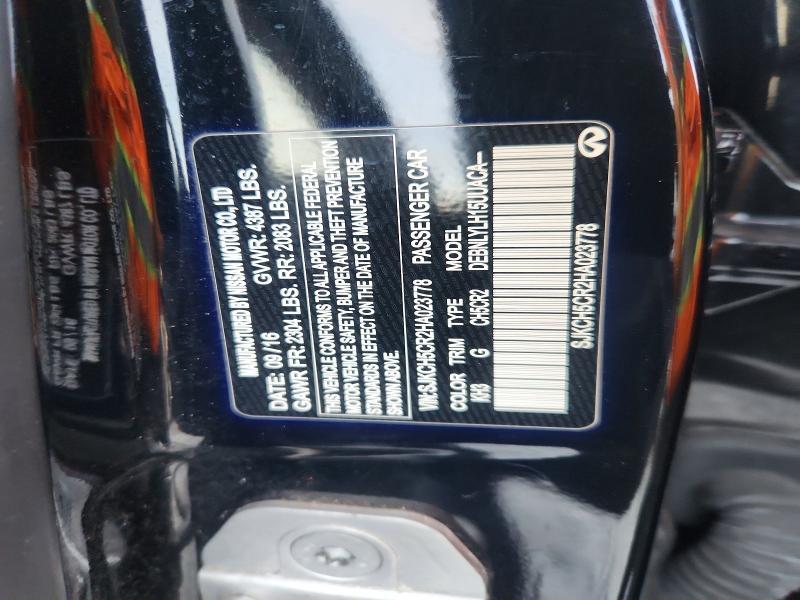 MANUFACTURED BY NISSAN MOTOR CO., LTD
DATE: 09/16 GVWR: 4387 LBS.
GAWR FR: 2304 LBS. RR: 2083 LBS.
THIS VEHICLE CONFORMS TO ALL APPLICABLE FEDERAL
MOTOR VEHICLE SAFETY, BUMPER AND THEFT PREVENTION
STANDARDS IN EFFECT ON THE DATE OF MANUFACTURE
SHOWN ABOVE.
VIN:SJKCH5CR2HA023778 PASSENGER CAR
COLOR TRIM TYPE MODEL
KH3 G CH5CR2 DEBNLYLH15UJACA—
SJKCH5CR2HA023778